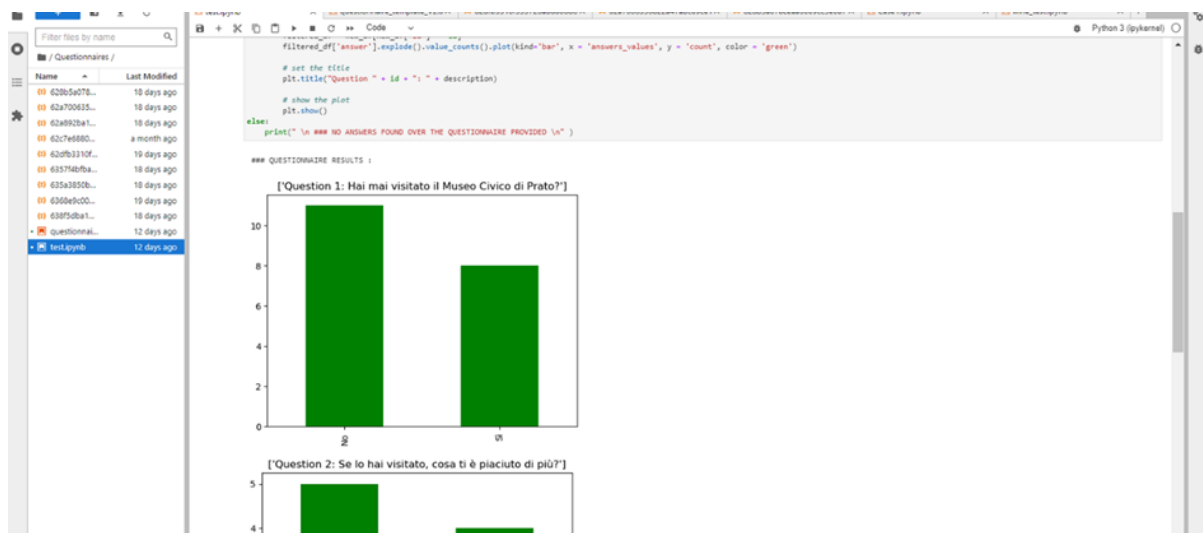 Code
Python 3 (ipykernel)
Filter files by name
/ Questionnaires /
Name
Last Modified
628b5a078...
18 days ago
62a700635...
18 days ago
62a892ba1...
18 days ago
62c7e6880...
a month ago
62dfb3310f...
19 days ago
6357f4bfba...
18 days ago
635a3850b...
18 days ago
6368e9c00...
19 days ago
638f5dba1...
18 days ago
questionnai...
12 days ago
test.ipynb
12 days ago
filtered_df['answer'].explode().value_counts().plot(kind='bar', x = 'answers_values', y = 'count', color = 'green')
# set the title
plt.title("Question " + id + ": " + description)
# show the plot
plt.show()
else:
print(" \n ### NO ANSWERS FOUND OVER THE QUESTIONNAIRE PROVIDED \n" )
### QUESTIONNAIRE RESULTS :
['Question 1: Hai mai visitato il Museo Civico di Prato?']
10
8
6
4
2
0
No
Sì
['Question 2: Se lo hai visitato, cosa ti è piaciuto di più?']
5
4